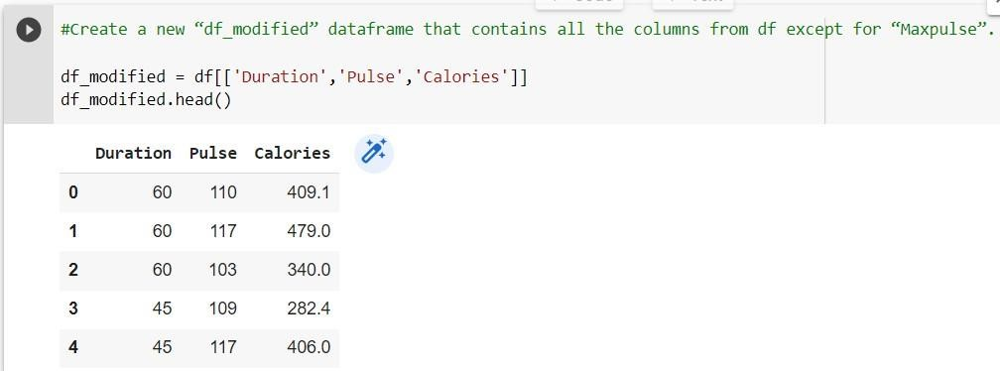 #Create a new “df_modified” dataframe that contains all the columns from df except for “Maxpulse”.
df_modified = df[['Duration','Pulse','Calories']]
df_modified.head()
Duration Pulse Calories
0 60 110 409.1
1 60 117 479.0
2 60 103 340.0
3 45 109 282.4
4 45 117 406.0